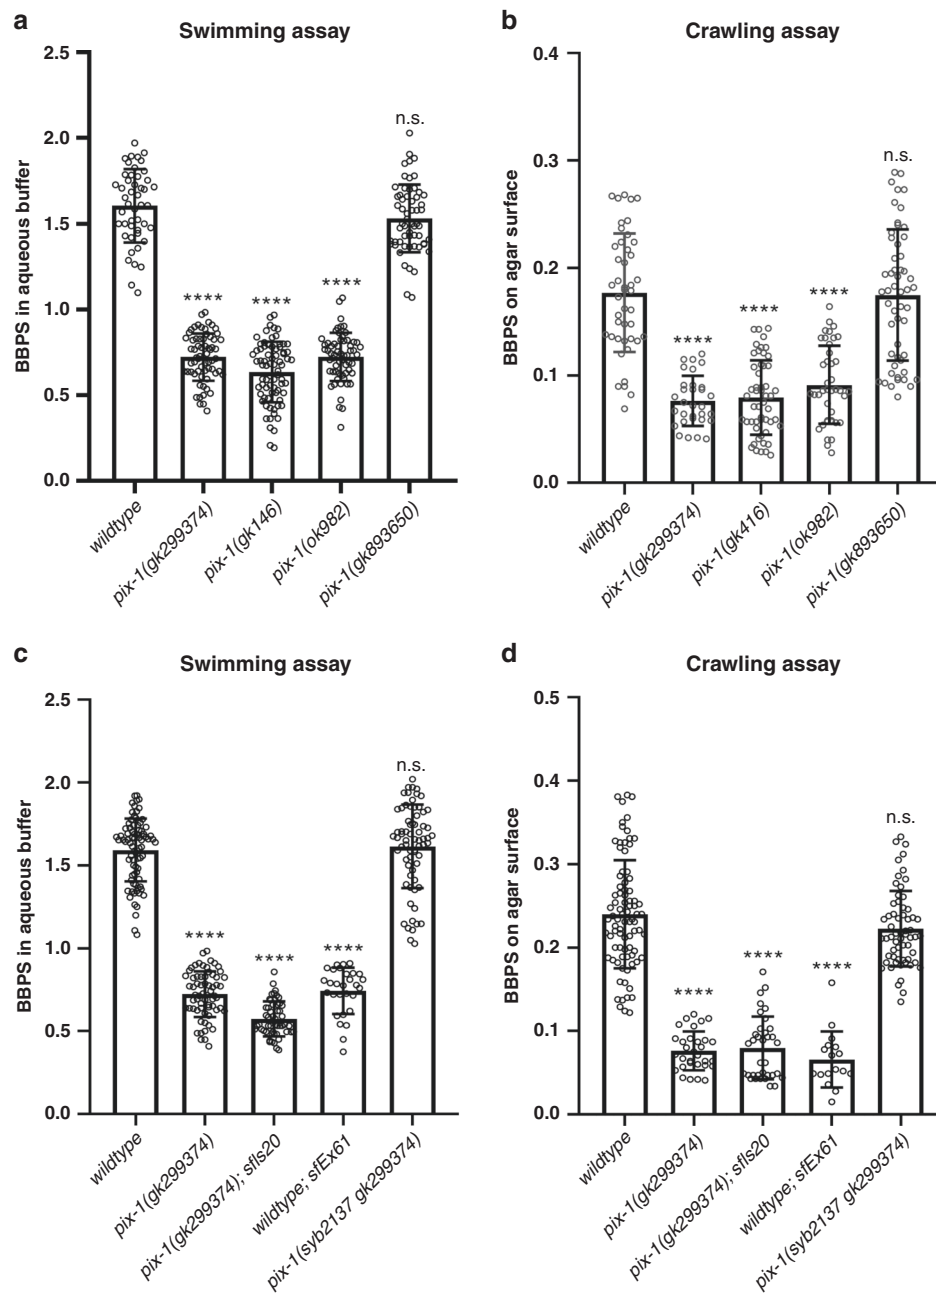 a
Swimming assay
BBPS in aqueous buffer
2.5
2.0
1.5
1.0
0.5
0.0
n.s.
****
****
****
wildtype
pix-1(gk299374)
pix-1(gk146)
pix-1(ok982)
pix-1(gk893650)
b
Crawling assay
BBPS on agar surface
0.4
0.3
0.2
0.1
0.0
n.s.
****
****
****
wildtype
pix-1(gk299374)
pix-1(gk416)
pix-1(ok982)
pix-1(gk893650)
c
Swimming assay
BBPS in aqueous buffer
2.5
2.0
1.5
1.0
0.5
0.0
n.s.
****
****
****
wildtype
pix-1(gk299374)
pix-1(gk299374); sfIs20
wildtype; sfEx61
pix-1(syb2137 gk299374)
d
Crawling assay
BBPS on agar surface
0.5
0.4
0.3
0.2
0.1
0.0
n.s.
****
****
****
wildtype
pix-1(gk299374)
pix-1(gk299374); sfIs20
wildtype; sfEx61
pix-1(syb2137 gk299374)